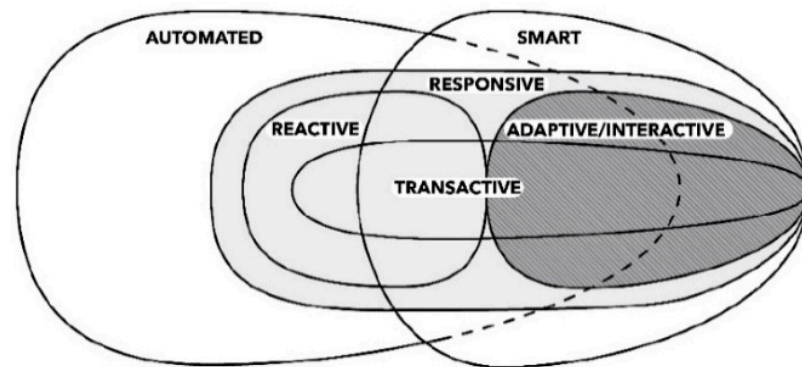 AUTOMATED
SMART
RESPONSIVE
REACTIVE
ADAPTIVE/INTERACTIVE
TRANSACTIVE